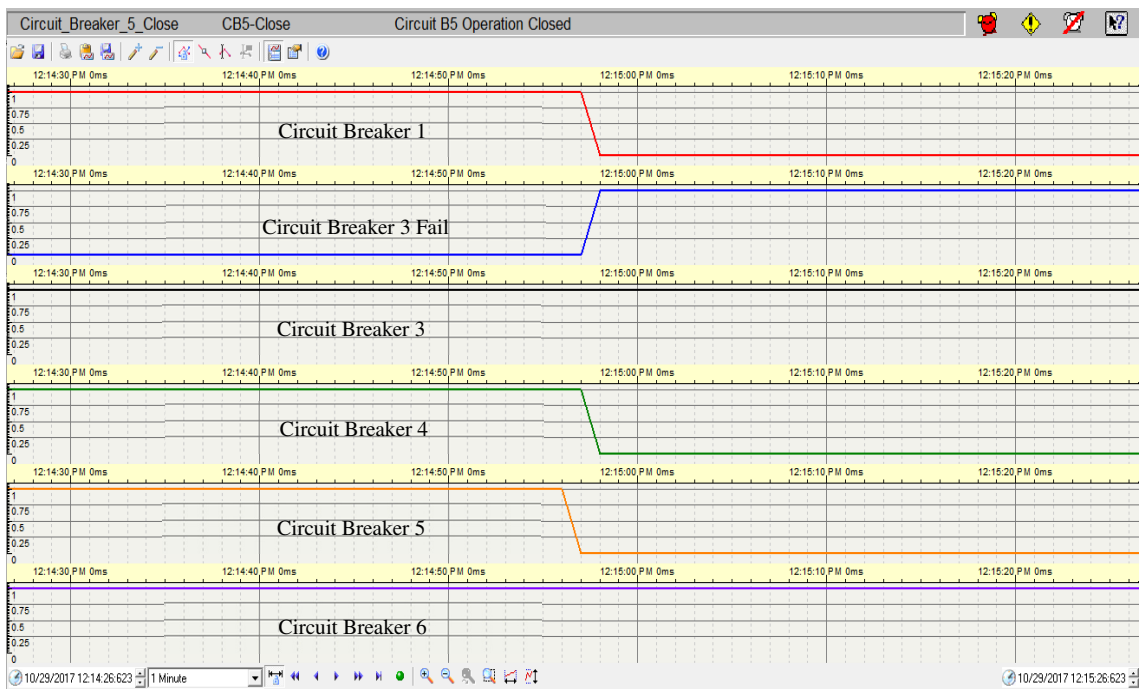 Circuit_Breaker_5_Close CB5-Close Circuit B5 Operation Closed
12:14:30 PM 0ms 12:14:40 PM 0ms 12:14:50 PM 0ms 12:15:00 PM 0ms 12:15:10 PM 0ms 12:15:20 PM 0ms
1
0.75
0.5
0.25
0
Circuit Breaker 1
12:14:30 PM 0ms 12:14:40 PM 0ms 12:14:50 PM 0ms 12:15:00 PM 0ms 12:15:10 PM 0ms 12:15:20 PM 0ms
1
0.75
0.5
0.25
0
Circuit Breaker 3 Fail
12:14:30 PM 0ms 12:14:40 PM 0ms 12:14:50 PM 0ms 12:15:00 PM 0ms 12:15:10 PM 0ms 12:15:20 PM 0ms
1
0.75
0.5
0.25
0
Circuit Breaker 3
12:14:30 PM 0ms 12:14:40 PM 0ms 12:14:50 PM 0ms 12:15:00 PM 0ms 12:15:10 PM 0ms 12:15:20 PM 0ms
1
0.75
0.5
0.25
0
Circuit Breaker 4
12:14:30 PM 0ms 12:14:40 PM 0ms 12:14:50 PM 0ms 12:15:00 PM 0ms 12:15:10 PM 0ms 12:15:20 PM 0ms
1
0.75
0.5
0.25
0
Circuit Breaker 5
12:14:30 PM 0ms 12:14:40 PM 0ms 12:14:50 PM 0ms 12:15:00 PM 0ms 12:15:10 PM 0ms 12:15:20 PM 0ms
1
0.75
0.5
0.25
0
Circuit Breaker 6
10/29/2017 12:14:26:623 1 Minute 10/29/2017 12:15:26:623